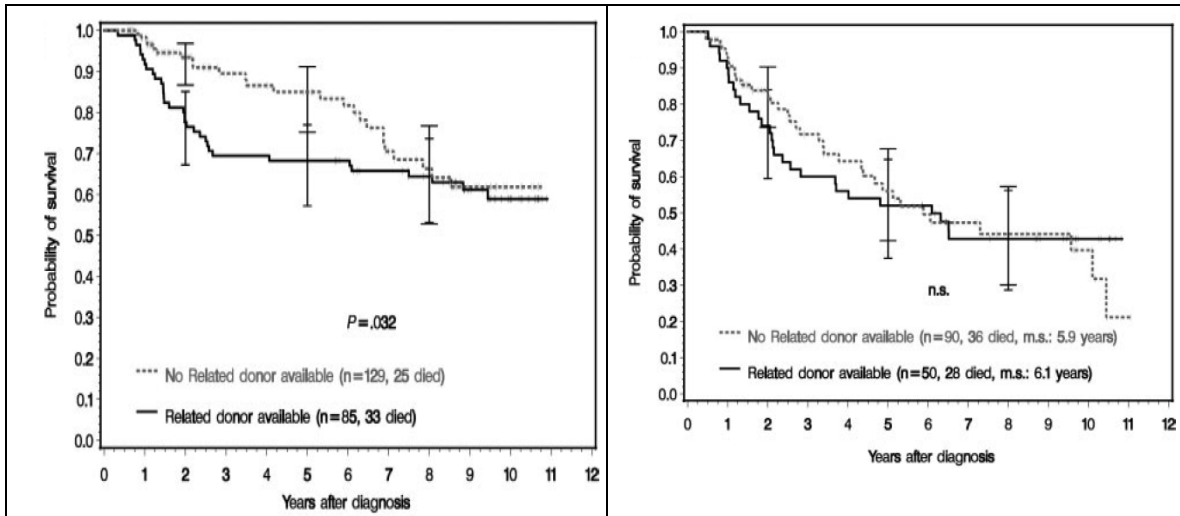 Probability of survival
1.0
0.9
0.8
0.7
0.6
0.5
0.4
0.3
0.2
0.1
0.0
P=.032
No Related donor available (n=129, 25 died)
Related donor available (n=85, 33 died)
0 1 2 3 4 5 6 7 8 9 10 11 12
Years after diagnosis
Probability of survival
1.0
0.9
0.8
0.7
0.6
0.5
0.4
0.3
0.2
0.1
0.0
n.s.
No Related donor available (n=90, 36 died, m.s.: 5.9 years)
Related donor available (n=50, 28 died, m.s.: 6.1 years)
0 1 2 3 4 5 6 7 8 9 10 11 12
Years after diagnosis